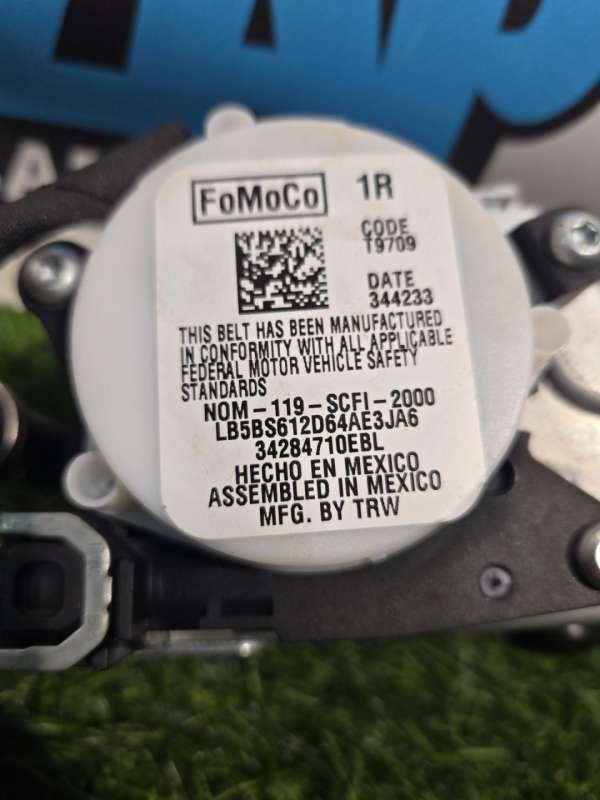 FoMoCo 1R
CODE
T9709
DATE
344233
THIS BELT HAS BEEN MANUFACTURED
IN CONFORMITY WITH ALL APPLICABLE
FEDERAL MOTOR VEHICLE SAFETY
STANDARDS
NOM-119-SCFI-2000
LB5BS612D64AE3JA6
34284710EBL
HECHO EN MEXICO
ASSEMBLED IN MEXICO
MFG. BY TRW